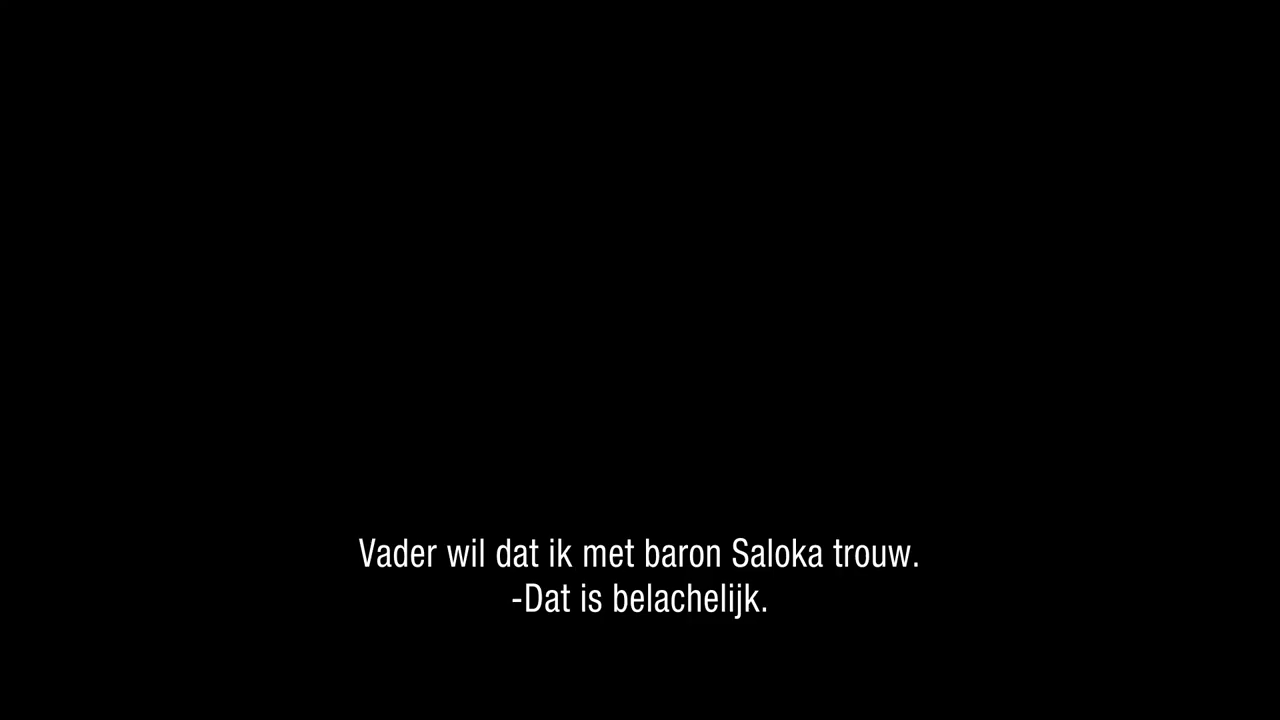 Vader wil dat ik met baron Saloka trouw.
-Dat is belachelijk.